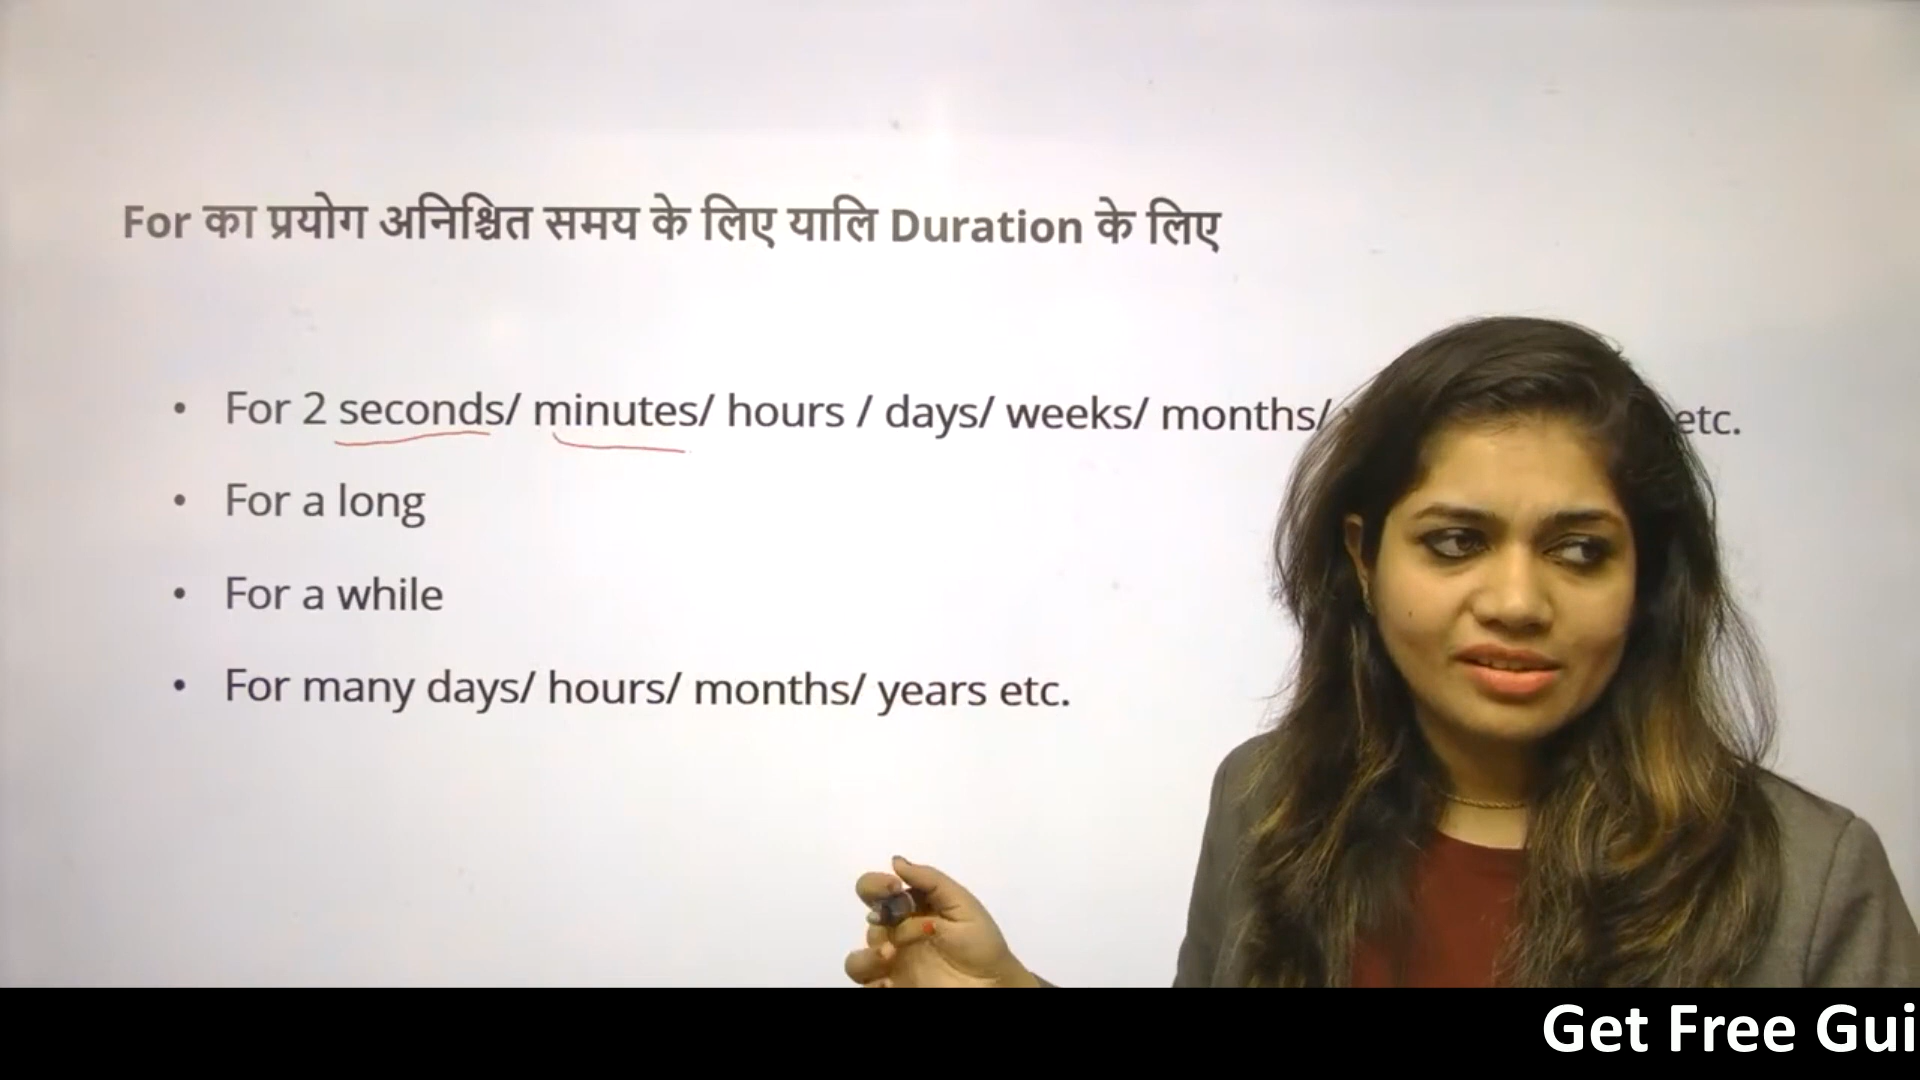 For का प्रयोग अनिश्चित समय के लिए यालि Duration के लिए
• For 2 seconds/ minutes/ hours / days/ weeks/ months/ etc.
• For a long
• For a while
• For many days/ hours/ months/ years etc.
Get Free Gui